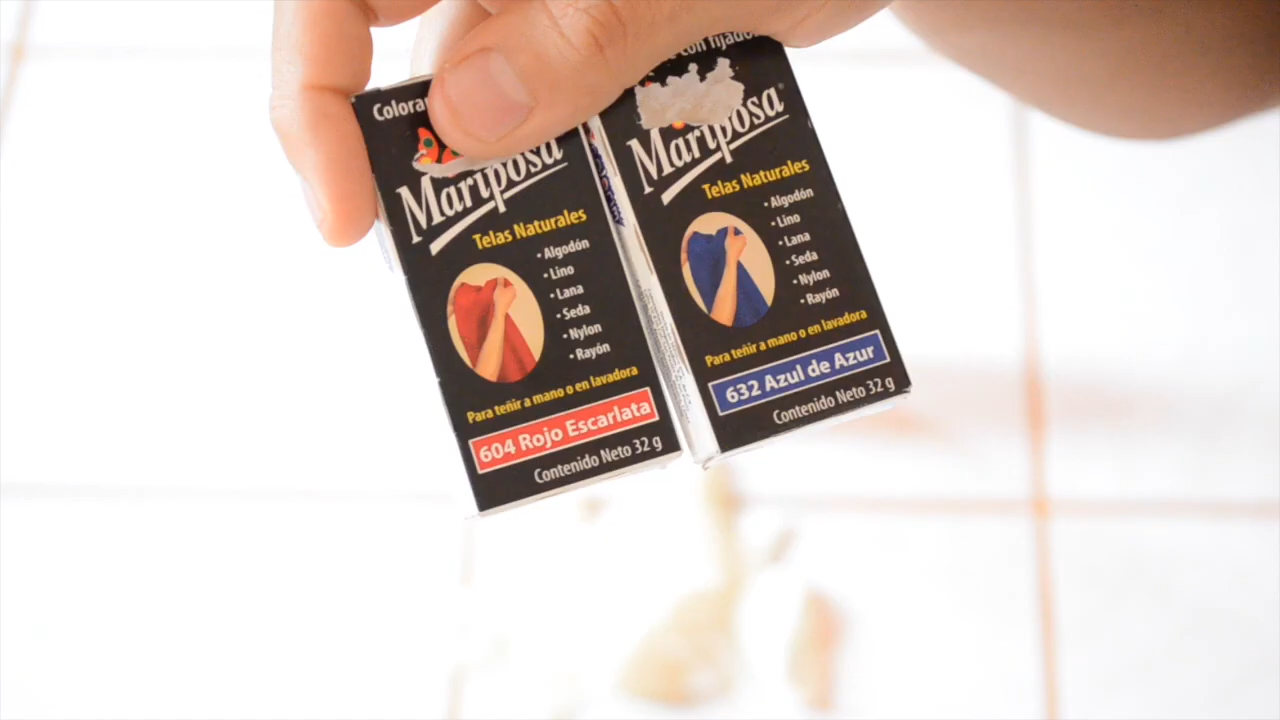 Mariposa
Telas Naturales
• Algodón
• Lino
• Lana
• Seda
• Nylon
• Rayón
Para teñir a mano o en lavadora
604 Rojo Escarlata
Contenido Neto 32 g
con fijador
Mariposa®
Telas Naturales
• Algodón
• Lino
• Lana
• Seda
• Nylon
• Rayón
Para teñir a mano o en lavadora
632 Azul de Azur
Contenido Neto 32 g